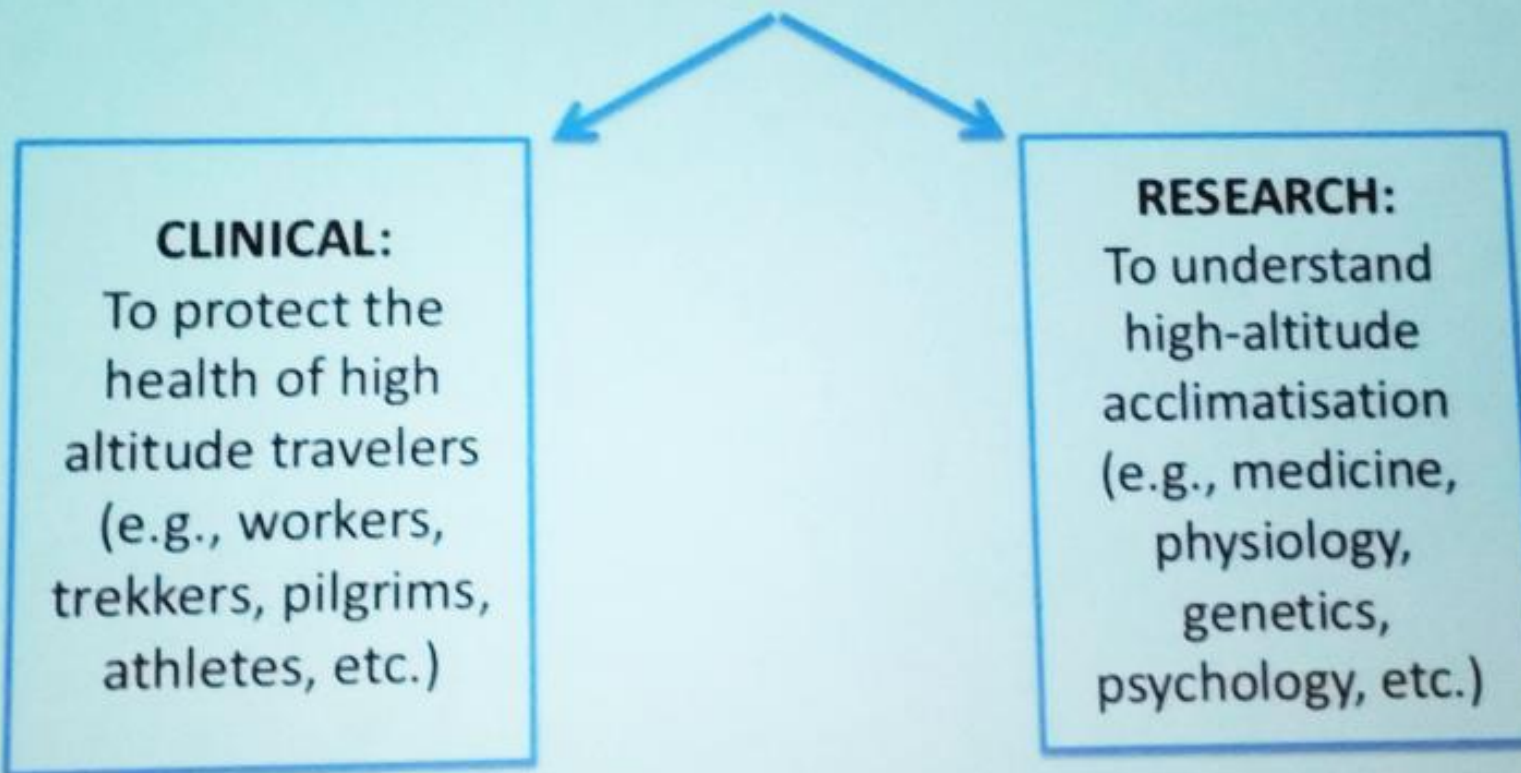 CLINICAL:
To protect the
health of high
altitude travelers
(e.g., workers,
trekkers, pilgrims,
athletes, etc.)
RESEARCH:
To understand
high-altitude
acclimatisation
(e.g., medicine,
physiology,
genetics,
psychology, etc.)